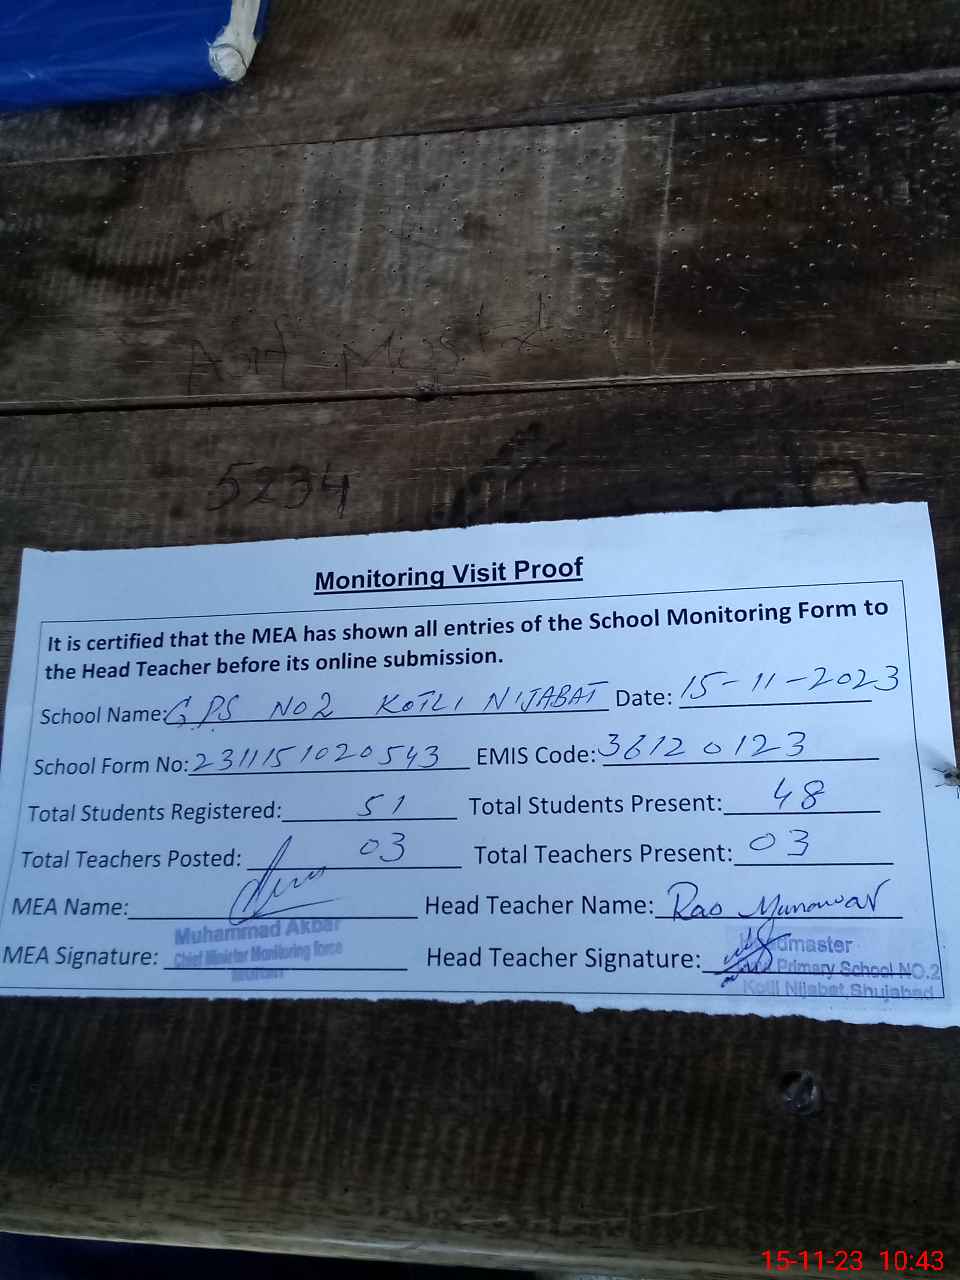 5234
Monitoring Visit Proof
It is certified that the MEA has shown all entries of the School Monitoring Form to
the Head Teacher before its online submission.
School Name: GPS NO2 KOTLI NIJABAT Date: 15-11-2023
School Form No: 2311151020543 EMIS Code: 36120123
Total Students Registered: 51 Total Students Present: 48
Total Teachers Posted: 03 Total Teachers Present: 03
MEA Name: Head Teacher Name: Rao Munawar
Muhammad Akbar
MEA Signature: Chief Minister Monitoring force Head Teacher Signature:
Primary School NO.2
Kotli Nijabat Shujabad
15-11-23 10:43